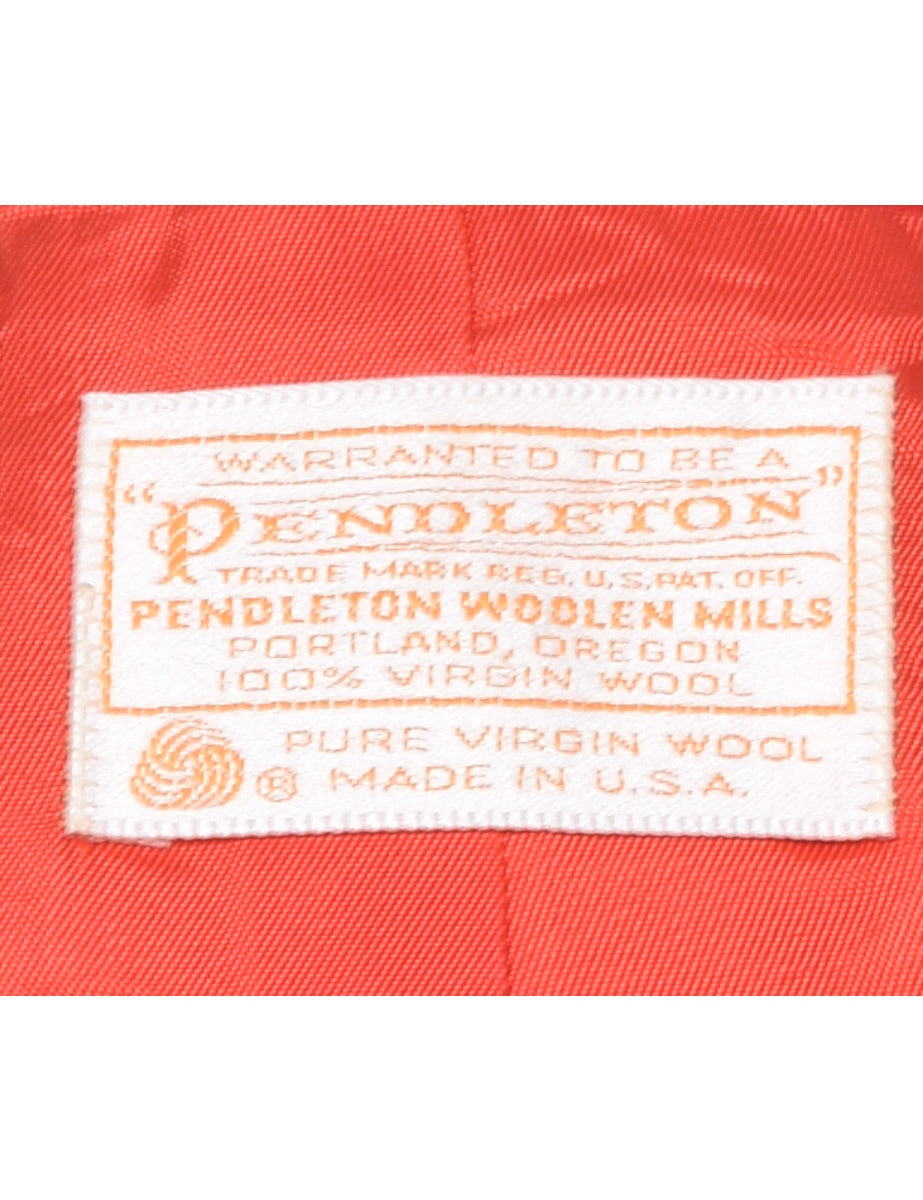 WARRANTED TO BE A
"PENDLETON"
TRADE MARK REG. U.S. PAT. OFF.
PENDLETON WOOLEN MILLS
PORTLAND, OREGON
100% VIRGIN WOOL
PURE VIRGIN WOOL
® MADE IN U.S.A.